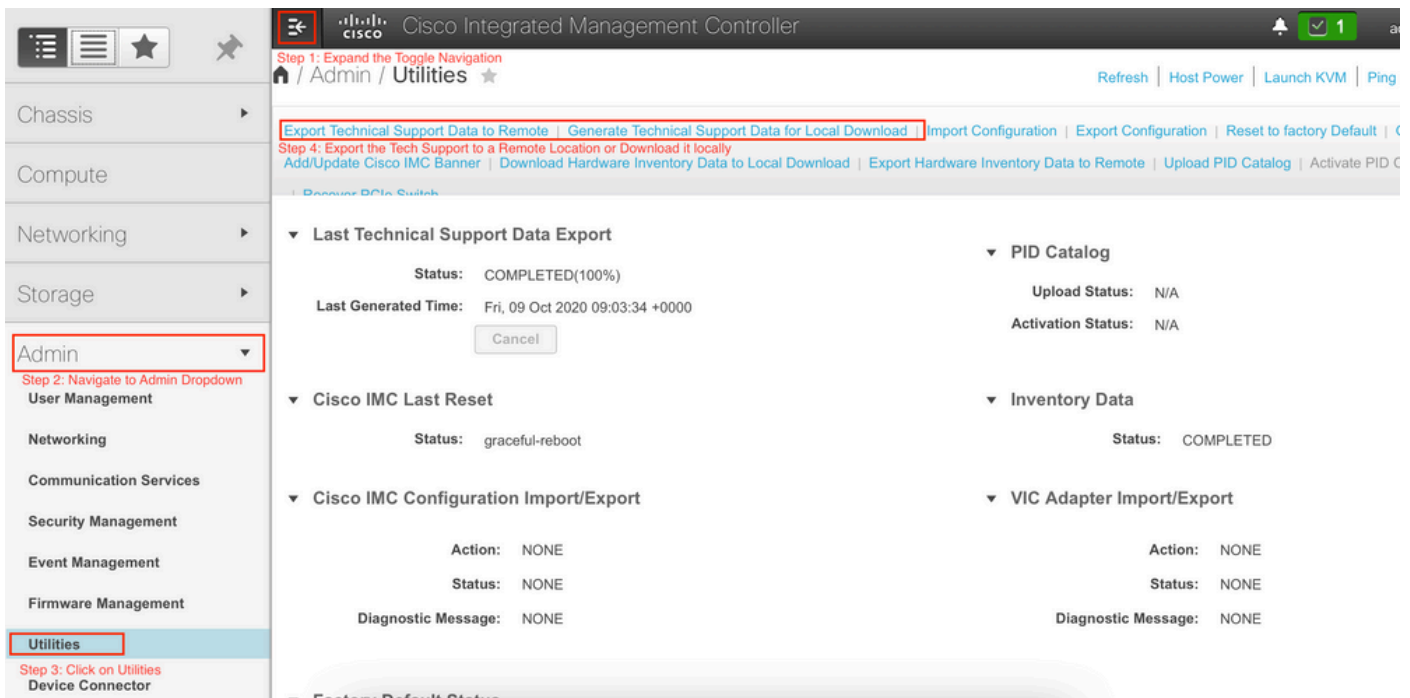 cisco Cisco Integrated Management Controller 1
Step 1: Expand the Toggle Navigation
/ Admin / Utilities
Refresh | Host Power | Launch KVM | Ping
Chassis
Compute
Networking
Storage
Admin
Step 2: Navigate to Admin Dropdown
User Management
Networking
Communication Services
Security Management
Event Management
Firmware Management
Utilities
Step 3: Click on Utilities
Device Connector
Export Technical Support Data to Remote | Generate Technical Support Data for Local Download | Import Configuration | Export Configuration | Reset to factory Default |
Step 4: Export the Tech Support to a Remote Location or Download it locally
Add/Update Cisco IMC Banner | Download Hardware Inventory Data to Local Download | Export Hardware Inventory Data to Remote | Upload PID Catalog | Activate PID
| Recover PCIe Switch
Last Technical Support Data Export
Status: COMPLETED(100%)
Last Generated Time: Fri, 09 Oct 2020 09:03:34 +0000
Cancel
PID Catalog
Upload Status: N/A
Activation Status: N/A
Cisco IMC Last Reset
Status: graceful-reboot
Inventory Data
Status: COMPLETED
Cisco IMC Configuration Import/Export
Action: NONE
Status: NONE
Diagnostic Message: NONE
VIC Adapter Import/Export
Action: NONE
Status: NONE
Diagnostic Message: NONE
Factory Default Status